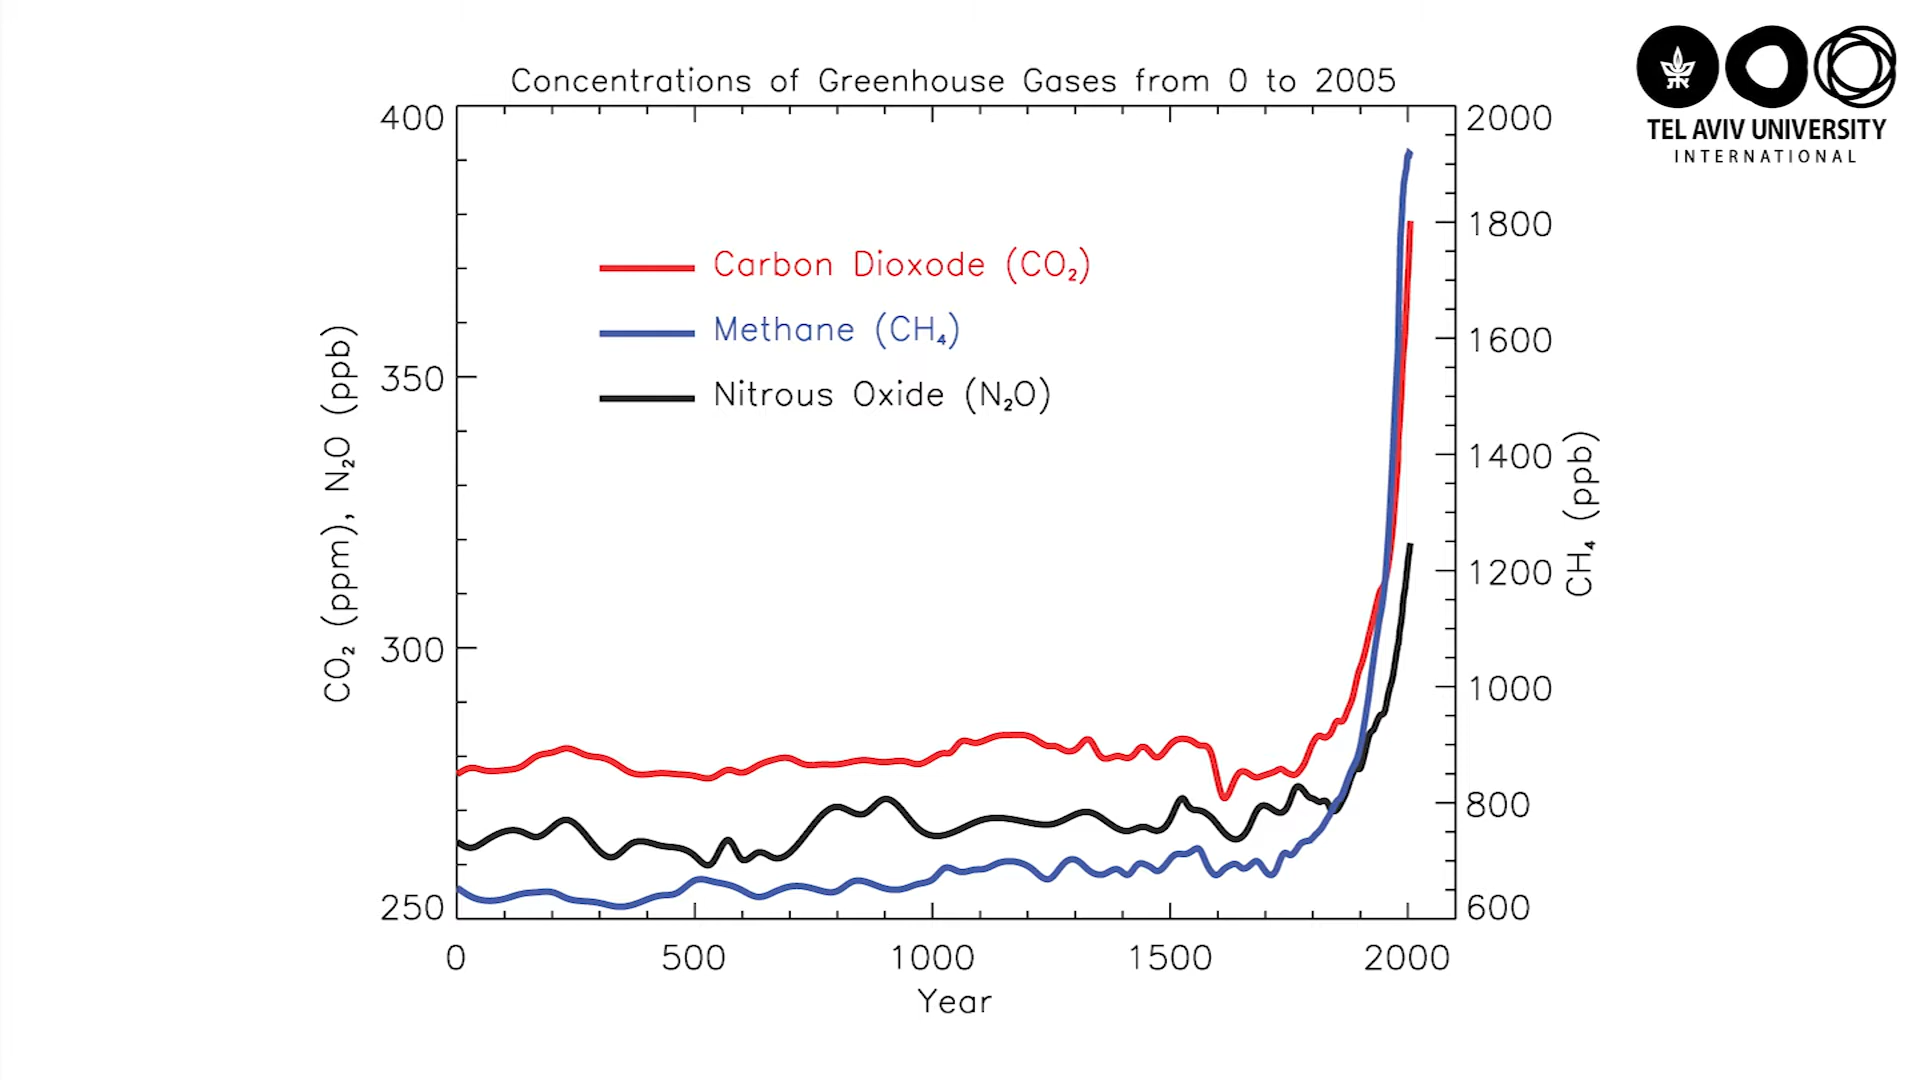 Concentrations of Greenhouse Gases from 0 to 2005
TEL AVIV UNIVERSITY
INTERNATIONAL
400
350
300
250
CO₂ (ppm), N₂O (ppb)
Carbon Dioxode (CO₂)
Methane (CH₄)
Nitrous Oxide (N₂O)
2000
1800
1600
1400
1200
1000
800
600
CH₄ (ppb)
0 500 1000 1500 2000
Year